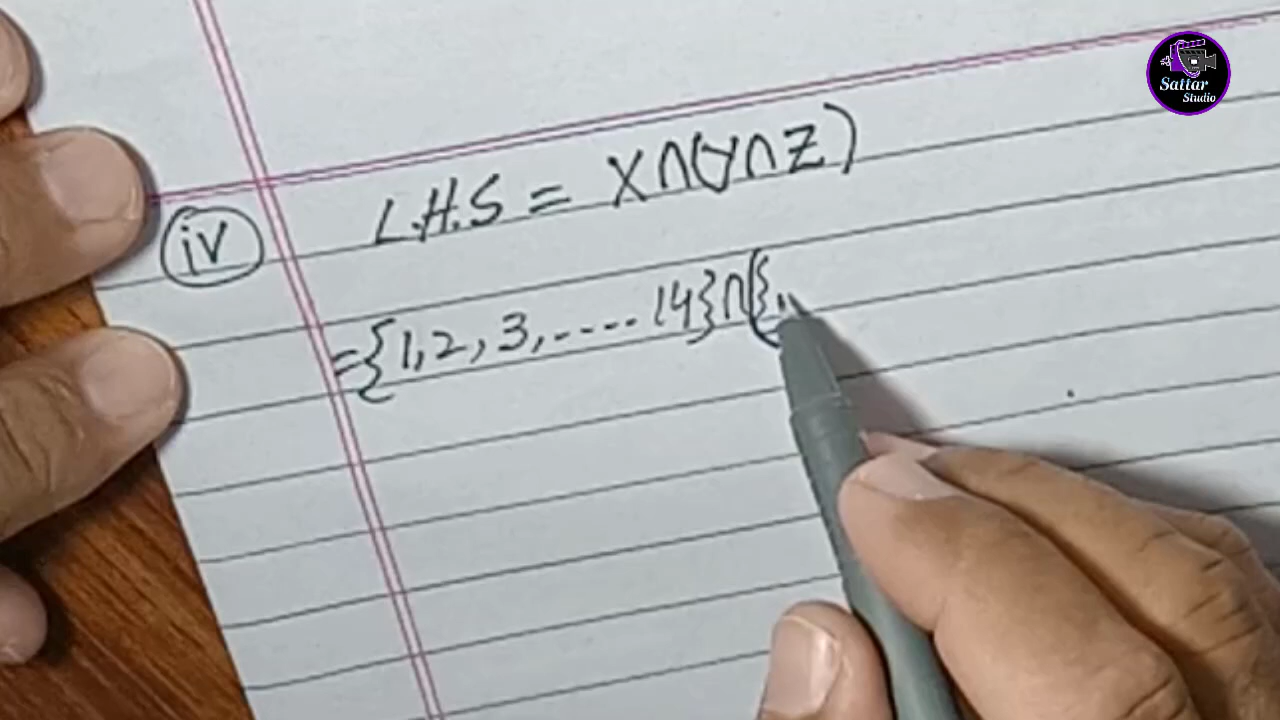 Sattar
Studio
iv L.H.S = X∩(Y∩Z)
={1,2,3,.... 14}∩({